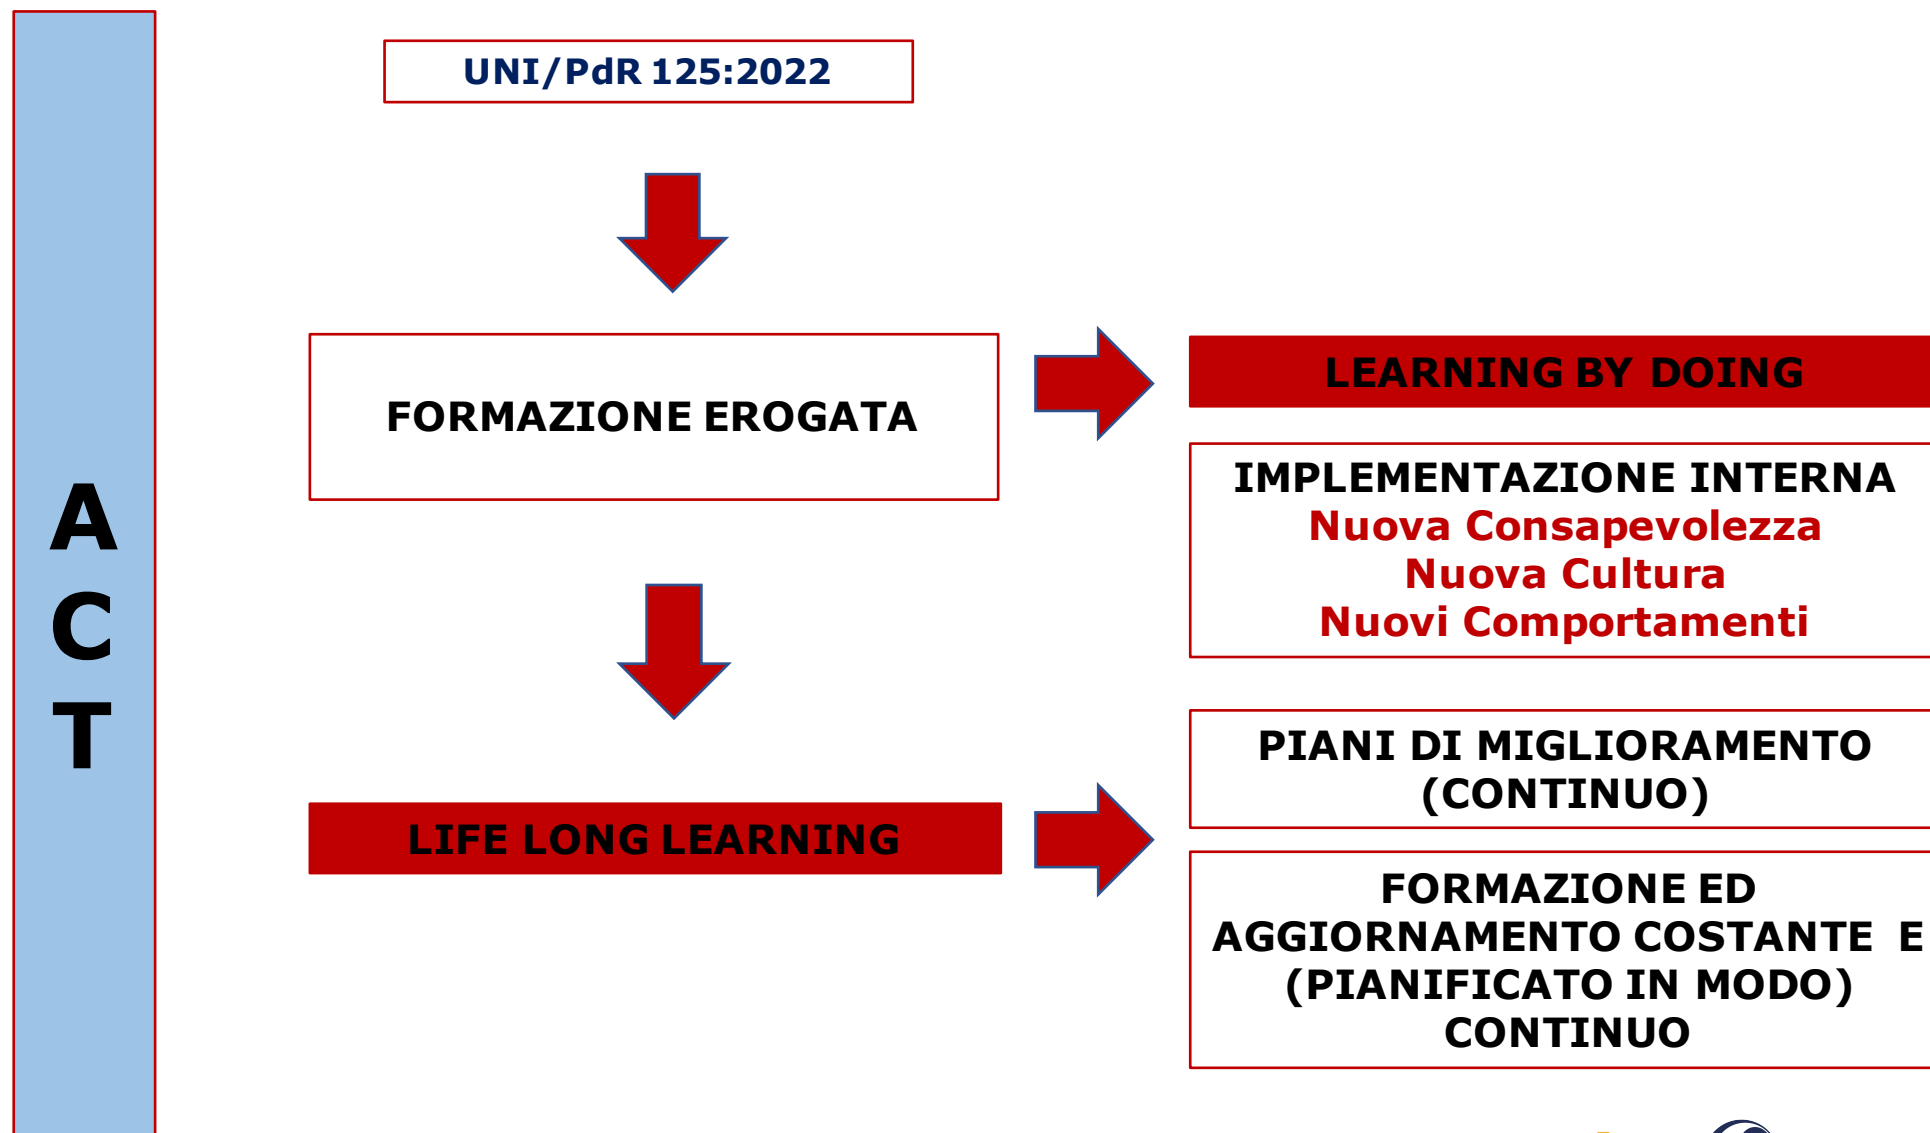 A
C
T
UNI/PdR 125:2022
FORMAZIONE EROGATA
LEARNING BY DOING
IMPLEMENTAZIONE INTERNA
Nuova Consapevolezza
Nuova Cultura
Nuovi Comportamenti
LIFE LONG LEARNING
PIANI DI MIGLIORAMENTO
(CONTINUO)
FORMAZIONE ED
AGGIORNAMENTO COSTANTE E
(PIANIFICATO IN MODO)
CONTINUO